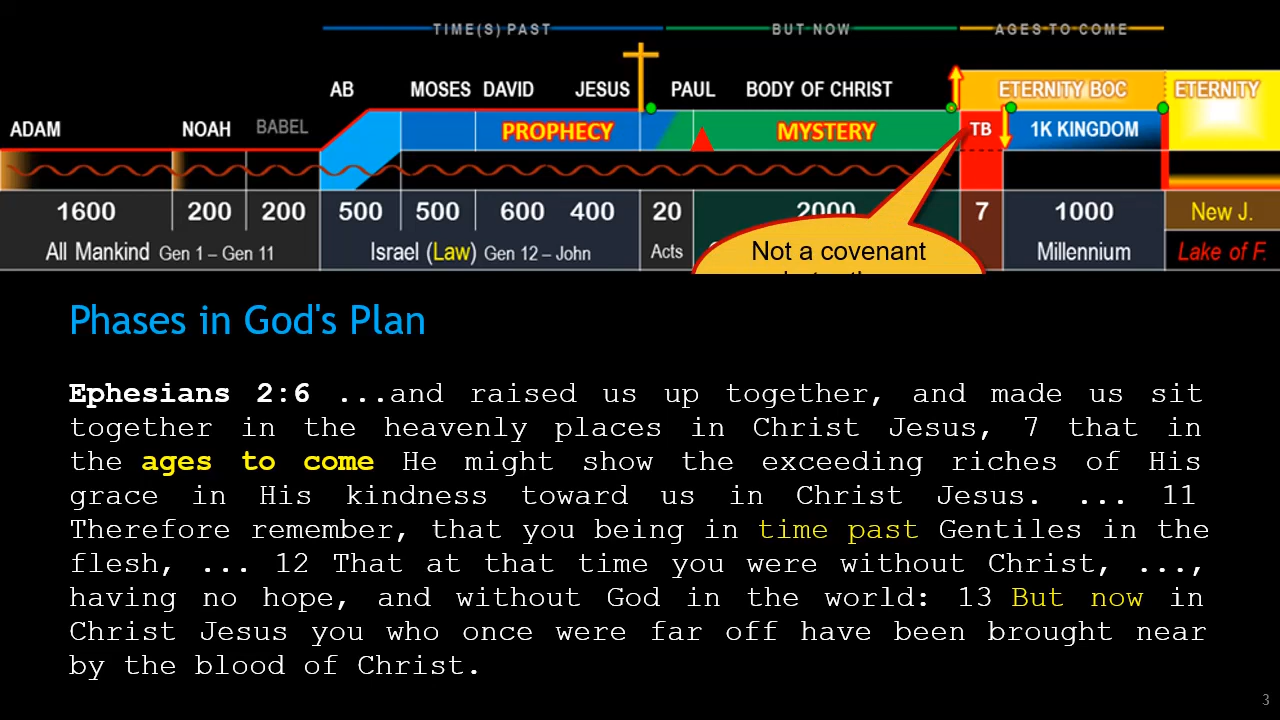 TIME(S) PAST BUT NOW AGES TO COME
AB MOSES DAVID JESUS PAUL BODY OF CHRIST ETERNITY BOC ETERNITY
ADAM NOAH BABEL PROPHECY MYSTERY TB 1K KINGDOM
1600 200 200 500 500 600 400 20 2000 7 1000 New J.
All Mankind Gen 1 – Gen 11 Israel (Law) Gen 12 – John Acts Millennium Lake of F.
Not a covenant
Phases in God's Plan
Ephesians 2:6 ...and raised us up together, and made us sit
together in the heavenly places in Christ Jesus, 7 that in
the ages to come He might show the exceeding riches of His
grace in His kindness toward us in Christ Jesus. ... 11
Therefore remember, that you being in time past Gentiles in the
flesh, ... 12 That at that time you were without Christ, ...,
having no hope, and without God in the world: 13 But now in
Christ Jesus you who once were far off have been brought near
by the blood of Christ.
3